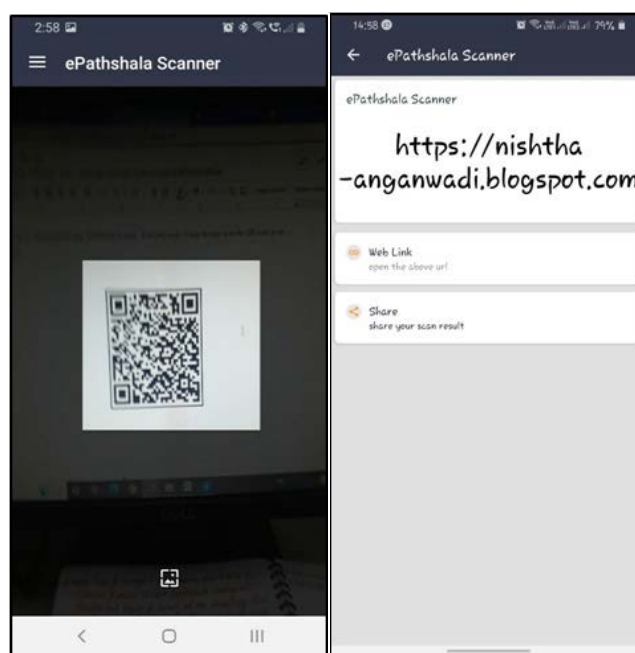 2:58
ePathshala Scanner
14:58
79%
ePathshala Scanner
ePathshala Scanner
https://nishtha
-anganwadi.blogspot.com
Web Link
open the above url
Share
share your scan result